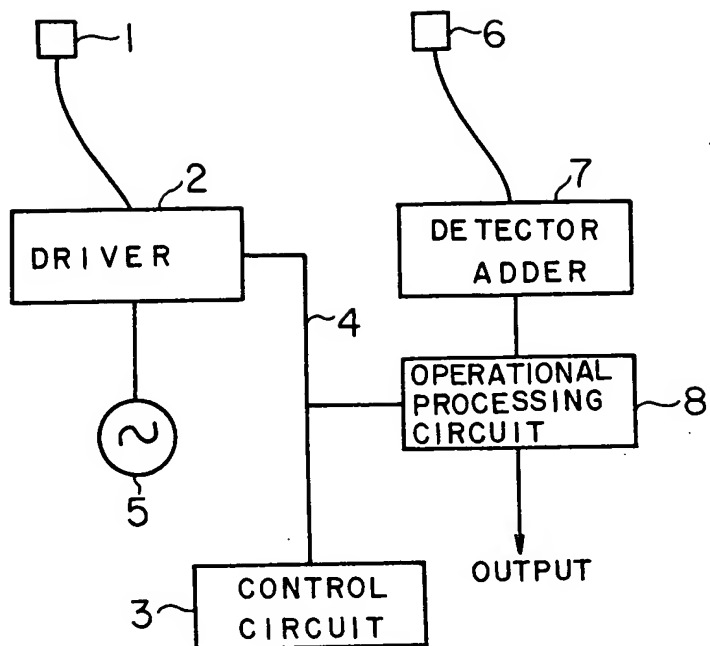 1
6
2
7
DRIVER
DETECTOR
ADDER
4
OPERATIONAL
PROCESSING
CIRCUIT
8
5
OUTPUT
CONTROL
CIRCUIT
3